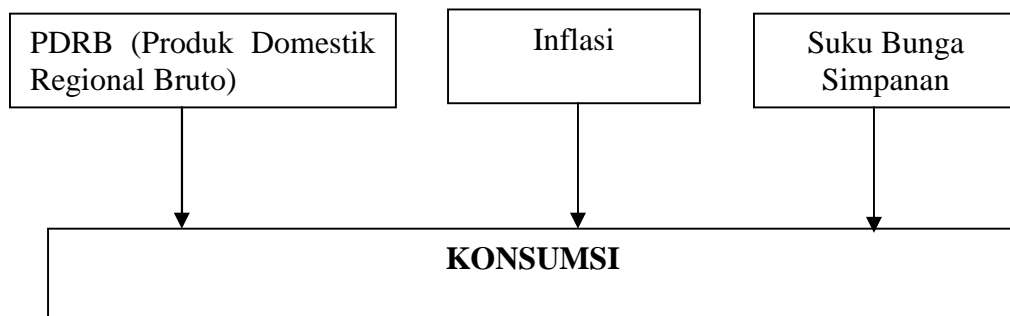 PDRB (Produk Domestik
Regional Bruto)
Inflasi
Suku Bunga
Simpanan
KONSUMSI